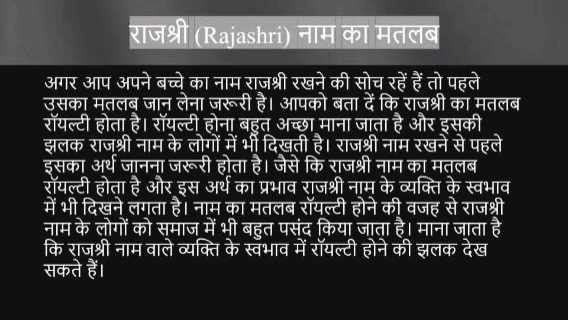 राजश्री (Rajashri) नाम का मतलब
अगर आप अपने बच्चे का नाम राजश्री रखने की सोच रहें हैं तो पहले
उसका मतलब जान लेना जरूरी है। आपको बता दें कि राजश्री का मतलब
रॉयल्टी होता है। रॉयल्टी होना बहुत अच्छा माना जाता है और इसकी
झलक राजश्री नाम के लोगों में भी दिखती है। राजश्री नाम रखने से पहले
इसका अर्थ जानना जरूरी होता है। जैसे कि राजश्री नाम का मतलब
रॉयल्टी होता है और इस अर्थ का प्रभाव राजश्री नाम के व्यक्ति के स्वभाव
में भी दिखने लगता है। नाम का मतलब रॉयल्टी होने की वजह से राजश्री
नाम के लोगों को समाज में भी बहुत पसंद किया जाता है। माना जाता है
कि राजश्री नाम वाले व्यक्ति के स्वभाव में रॉयल्टी होने की झलक देख
सकते हैं।